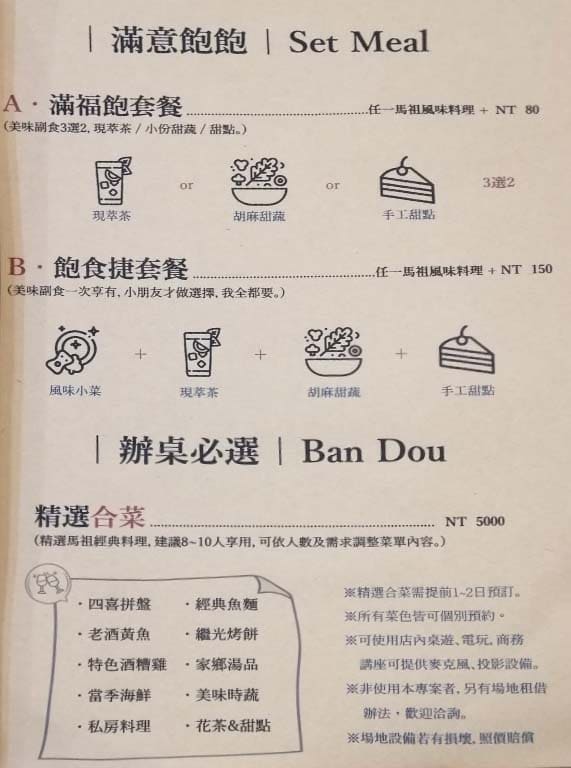 ｜滿意飽飽｜Set Meal
A・滿福飽套餐........................任一馬祖風味料理 + NT 80
(美味副食3選2, 現萃茶 / 小份甜蔬 / 甜點。)
or or 3選2
現萃茶 胡麻甜蔬 手工甜點
B・飽食捷套餐........................任一馬祖風味料理 + NT 150
(美味副食一次享有, 小朋友才做選擇, 我全都要。)
+ + +
風味小菜 現萃茶 胡麻甜蔬 手工甜點
｜辦桌必選｜Ban Dou
精選合菜........................NT 5000
(精選馬祖經典料理, 建議8~10人享用, 可依人數及需求調整菜單內容。)
・四喜拼盤 ・經典魚麵
・老酒黃魚 ・繼光烤餅
・特色酒糟雞 ・家鄉湯品
・當季海鮮 ・美味時蔬
・私房料理 ・花茶&甜點
※精選合菜需提前1~2日預訂。
※所有菜色皆可個別預約。
※可使用店內桌遊、電玩, 商務
講座可提供麥克風、投影設備。
※非使用本專案者, 另有場地租借
辦法・歡迎洽詢。
※場地設備若有損壞, 照價賠償